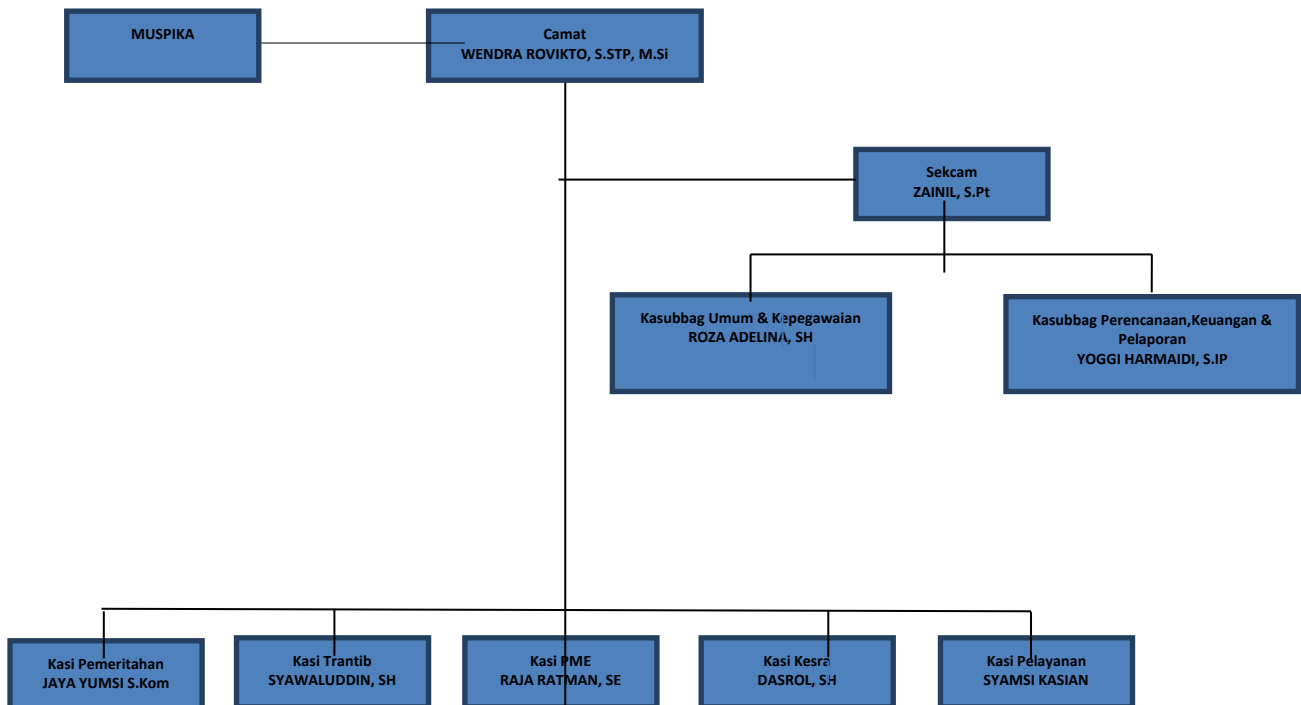 MUSPIKA
Camat
WENDRA ROVIKTO, S.STP, M.Si
Sekcam
ZAINIL, S.Pt
Kasubbag Umum & Kepegawaian
ROZA ADELINA, SH
Kasubbag Perencanaan,Keuangan &
Pelaporan
YOGGI HARMAIDI, S.IP
Kasi Pemeritahan
JAYA YUMSI S.Kom
Kasi Trantib
SYAWALUDDIN, SH
Kasi PME
RAJA RATMAN, SE
Kasi Kesra
DASROL, SH
Kasi Pelayanan
SYAMSI KASIAN